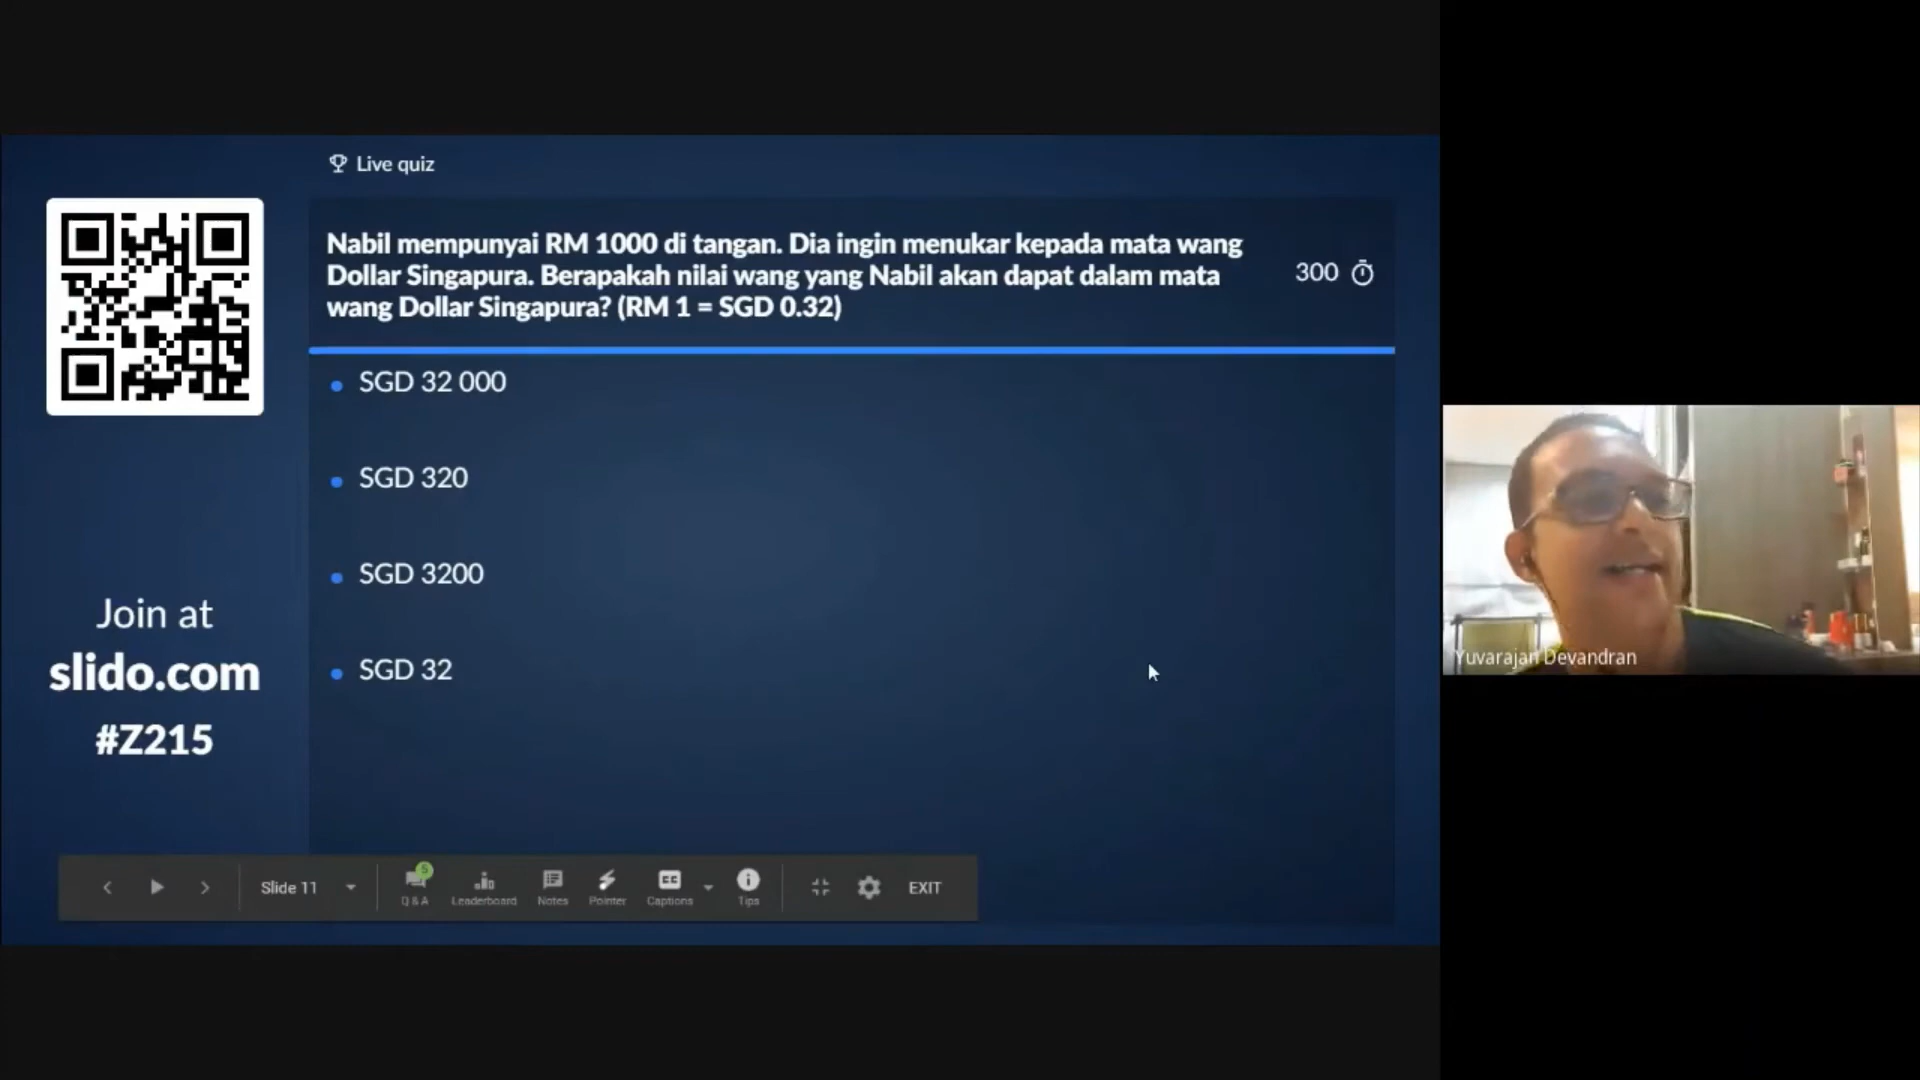 Live quiz
Nabil mempunyai RM 1000 di tangan. Dia ingin menukar kepada mata wang
Dollar Singapura. Berapakah nilai wang yang Nabil akan dapat dalam mata
wang Dollar Singapura? (RM 1 = SGD 0.32)
300
SGD 32 000
SGD 320
SGD 3200
SGD 32
Join at
slido.com
#Z215
Slide 11
5
Q & A
Leaderboard
Notes
Pointer
CC
Captions
Tips
EXIT
Yuvarajan Devandran